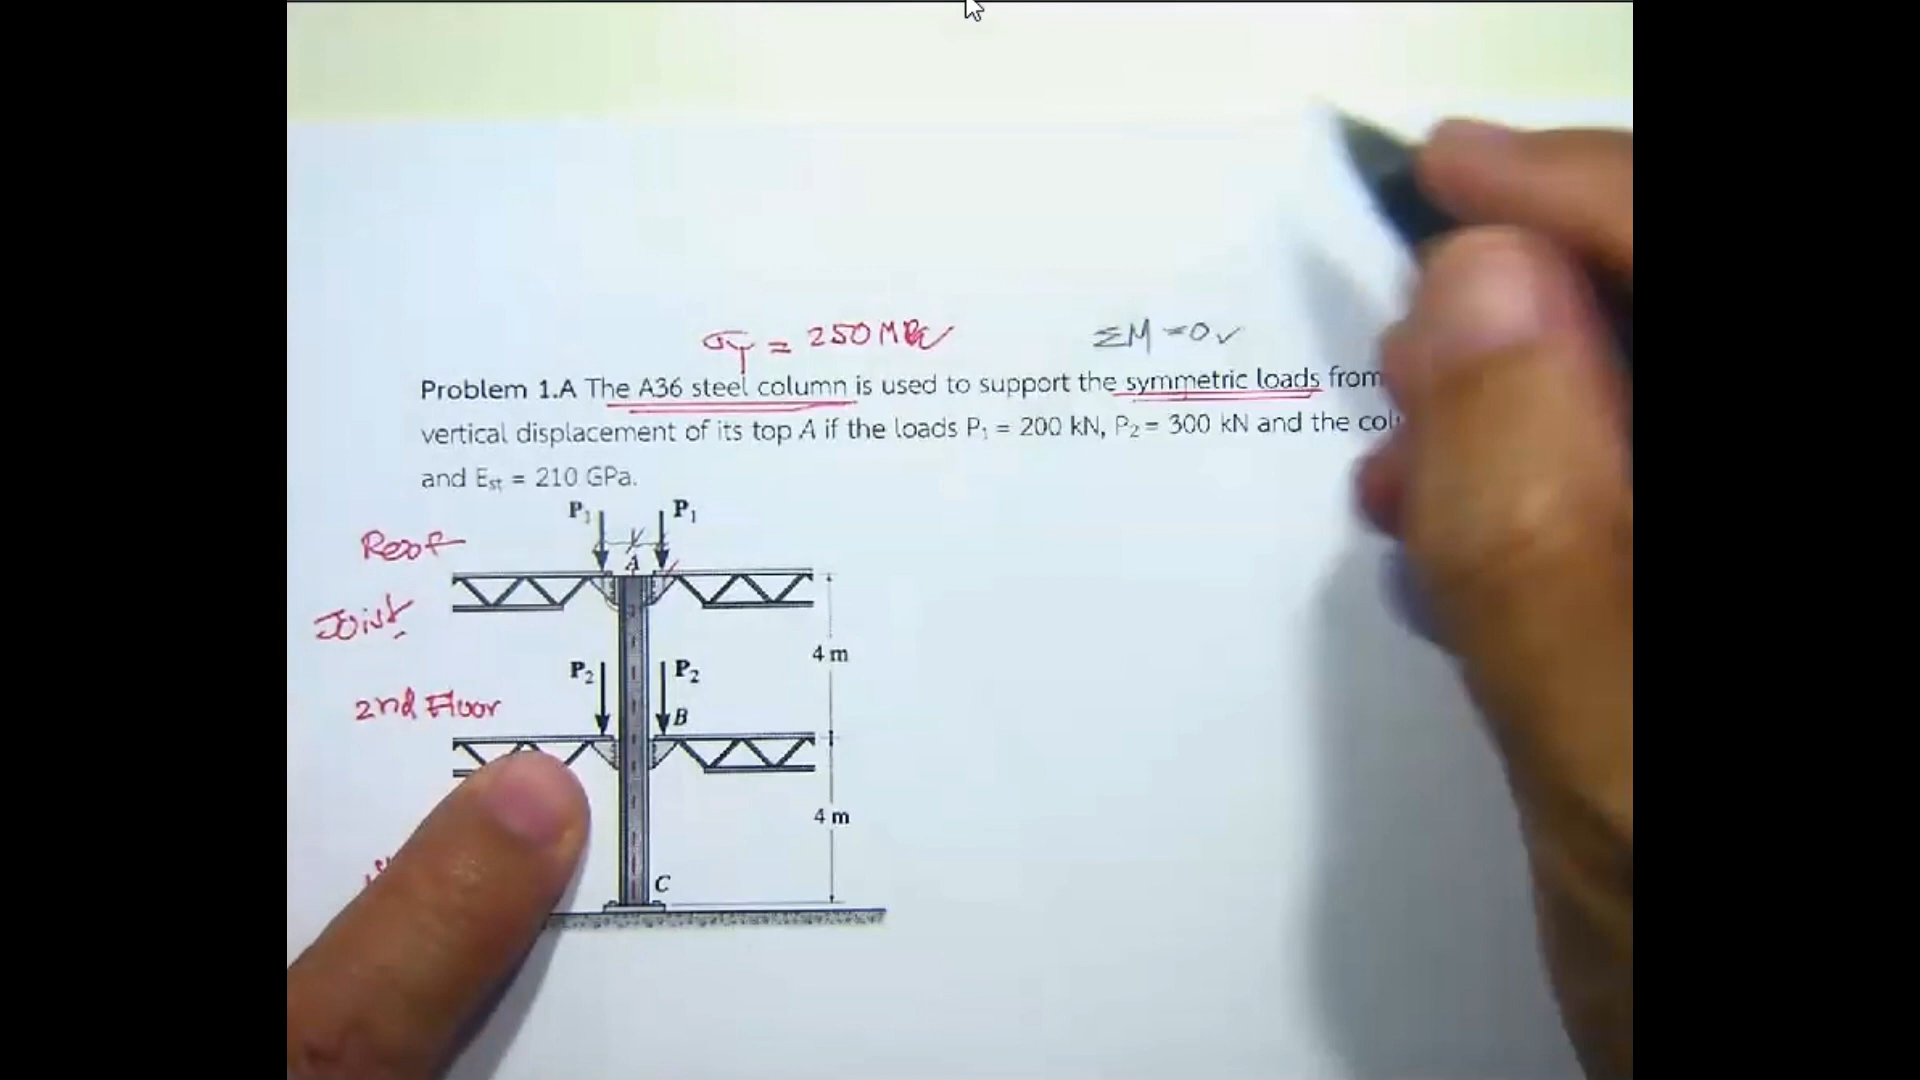 σy = 250 MPa
ΣM = 0 ✓
Problem 1.A The A36 steel column is used to support the symmetric loads from
vertical displacement of its top A if the loads P₁ = 200 kN, P₂ = 300 kN and the
and Est = 210 GPa.
P₁ P₁
Roof
A
Joist
4 m
P₂ P₂
2nd Floor
B
4 m
C